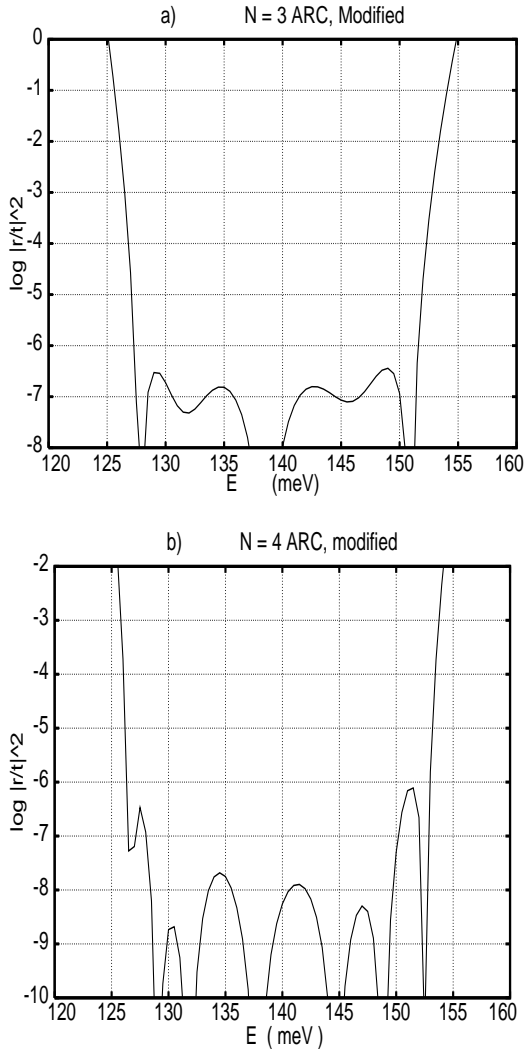 a) N = 3 ARC, Modified
0
-1
-2
-3
-4
-5
-6
-7
-8
log |r/t|^2
120 125 130 135 140 145 150 155 160
E (meV)
b) N = 4 ARC, modified
-2
-3
-4
-5
-6
-7
-8
-9
-10
log |r/t|^2
120 125 130 135 140 145 150 155 160
E ( meV )